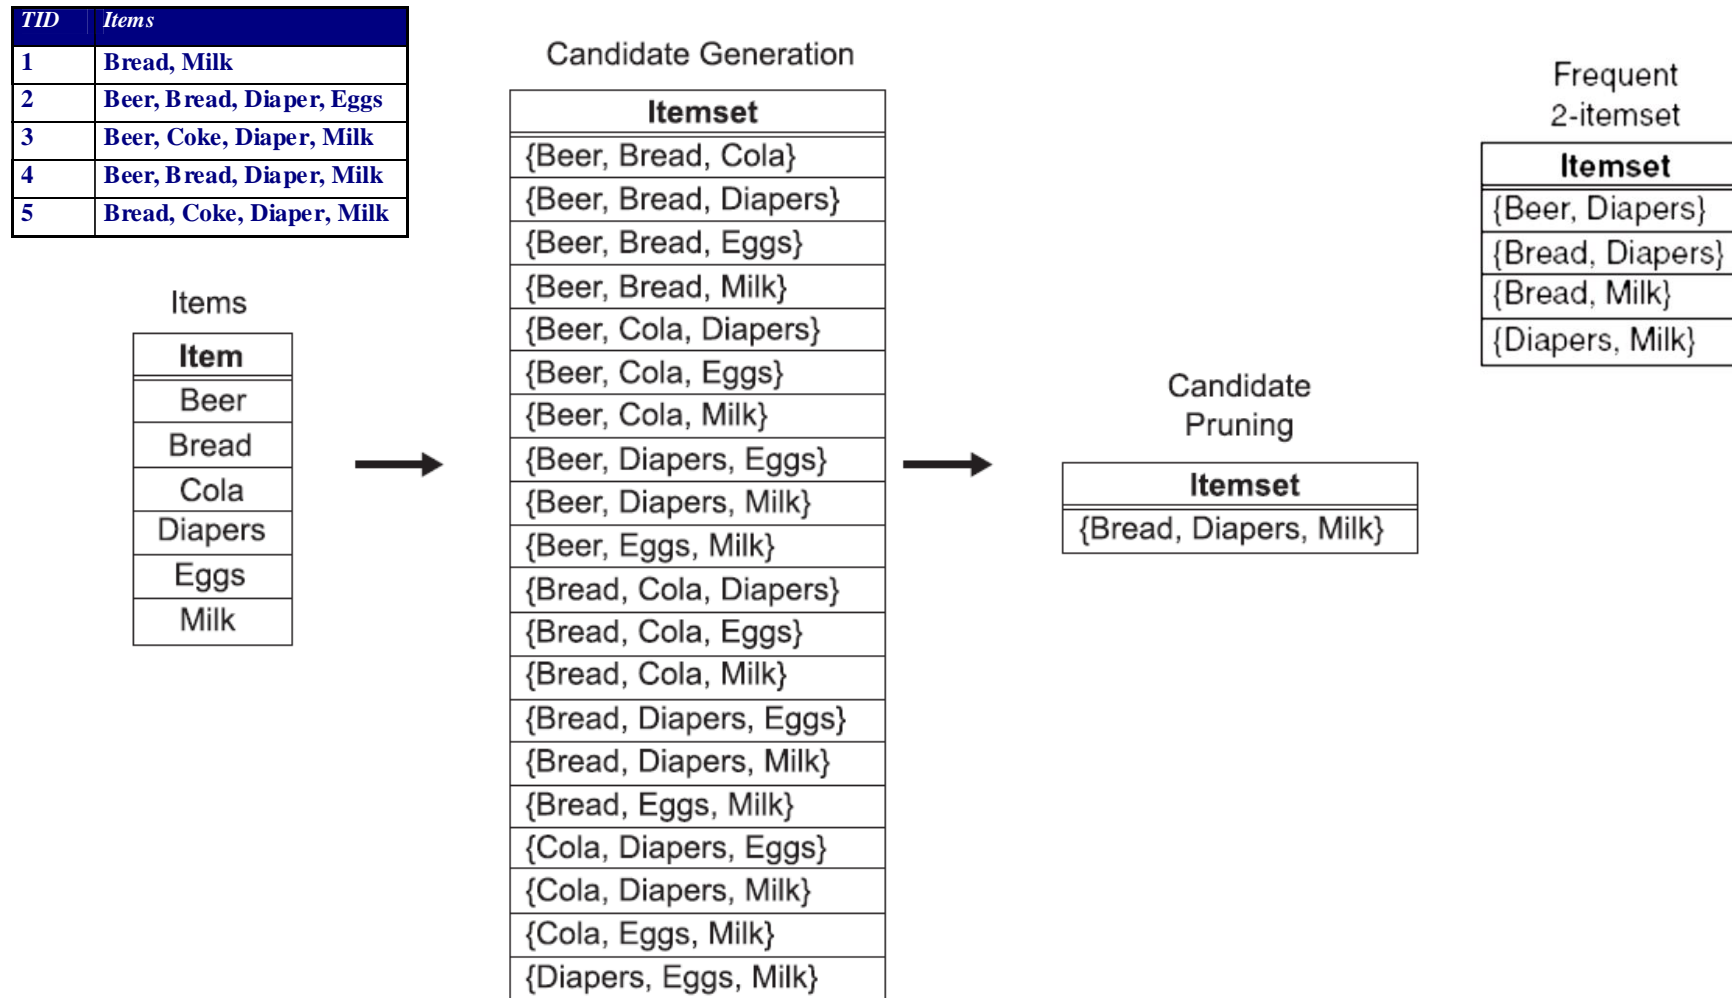 TID Items
1 Bread, Milk
2 Beer, Bread, Diaper, Eggs
3 Beer, Coke, Diaper, Milk
4 Beer, Bread, Diaper, Milk
5 Bread, Coke, Diaper, Milk
Items
Item
Beer
Bread
Cola
Diapers
Eggs
Milk
Candidate Generation
Itemset
{Beer, Bread, Cola}
{Beer, Bread, Diapers}
{Beer, Bread, Eggs}
{Beer, Bread, Milk}
{Beer, Cola, Diapers}
{Beer, Cola, Eggs}
{Beer, Cola, Milk}
{Beer, Diapers, Eggs}
{Beer, Diapers, Milk}
{Beer, Eggs, Milk}
{Bread, Cola, Diapers}
{Bread, Cola, Eggs}
{Bread, Cola, Milk}
{Bread, Diapers, Eggs}
{Bread, Diapers, Milk}
{Bread, Eggs, Milk}
{Cola, Diapers, Eggs}
{Cola, Diapers, Milk}
{Cola, Eggs, Milk}
{Diapers, Eggs, Milk}
Candidate
Pruning
Itemset
{Bread, Diapers, Milk}
Frequent
2-itemset
Itemset
{Beer, Diapers}
{Bread, Diapers}
{Bread, Milk}
{Diapers, Milk}